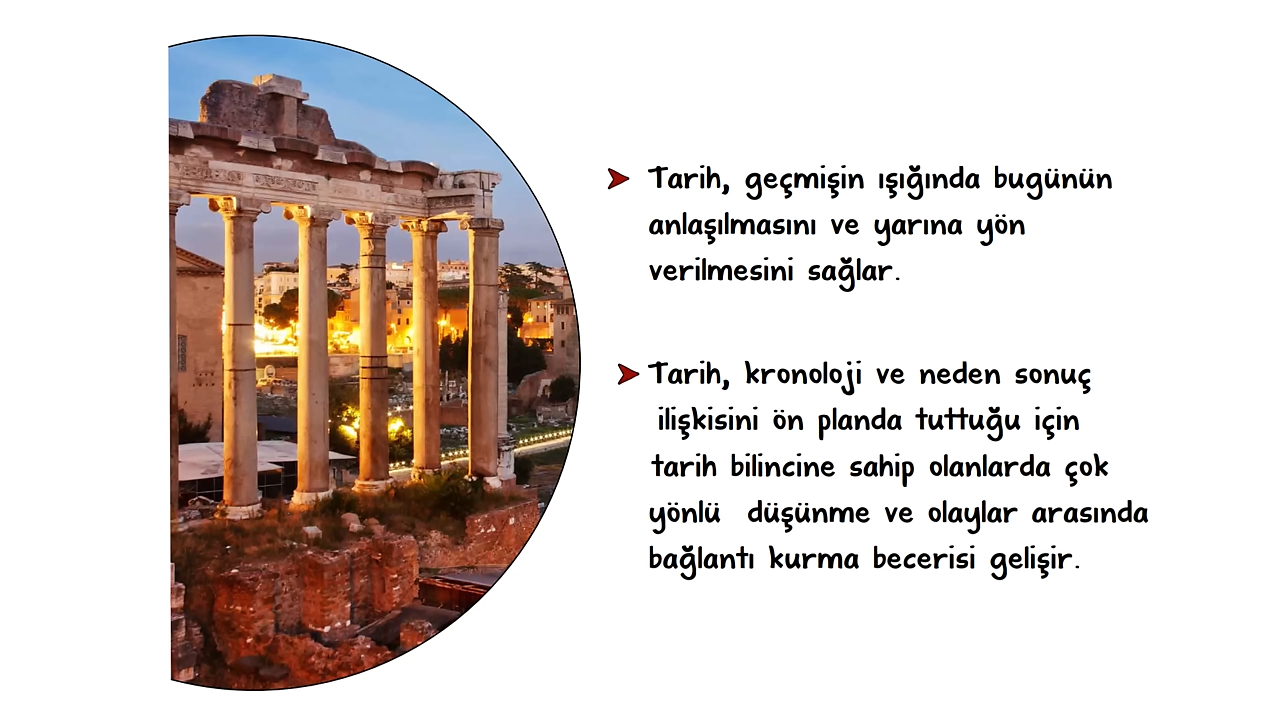 Tarih, geçmişin ışığında bugünün
anlaşılmasını ve yarına yön
verilmesini sağlar.
Tarih, kronoloji ve neden sonuç
ilişkisini ön planda tuttuğu için
tarih bilincine sahip olanlarda çok
yönlü düşünme ve olaylar arasında
bağlantı kurma becerisi gelişir.